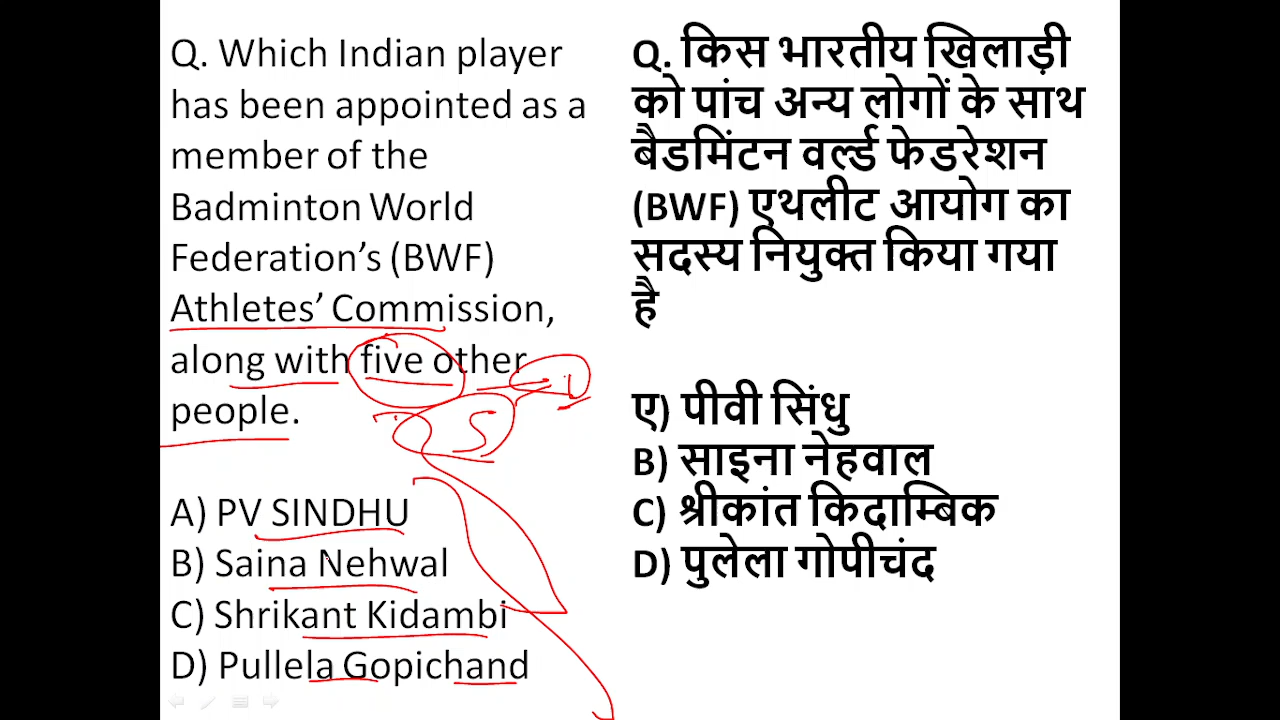 Q. Which Indian player
has been appointed as a
member of the
Badminton World
Federation’s (BWF)
Athletes’ Commission,
along with five other
people.
A) PV SINDHU
B) Saina Nehwal
C) Shrikant Kidambi
D) Pullela Gopichand
Q. किस भारतीय खिलाड़ी
को पांच अन्य लोगों के साथ
बैडमिंटन वर्ल्ड फेडरेशन
(BWF) एथलीट आयोग का
सदस्य नियुक्त किया गया
है
ए) पीवी सिंधु
B) साइना नेहवाल
C) श्रीकांत किदाम्बिक
D) पुलेला गोपीचंद